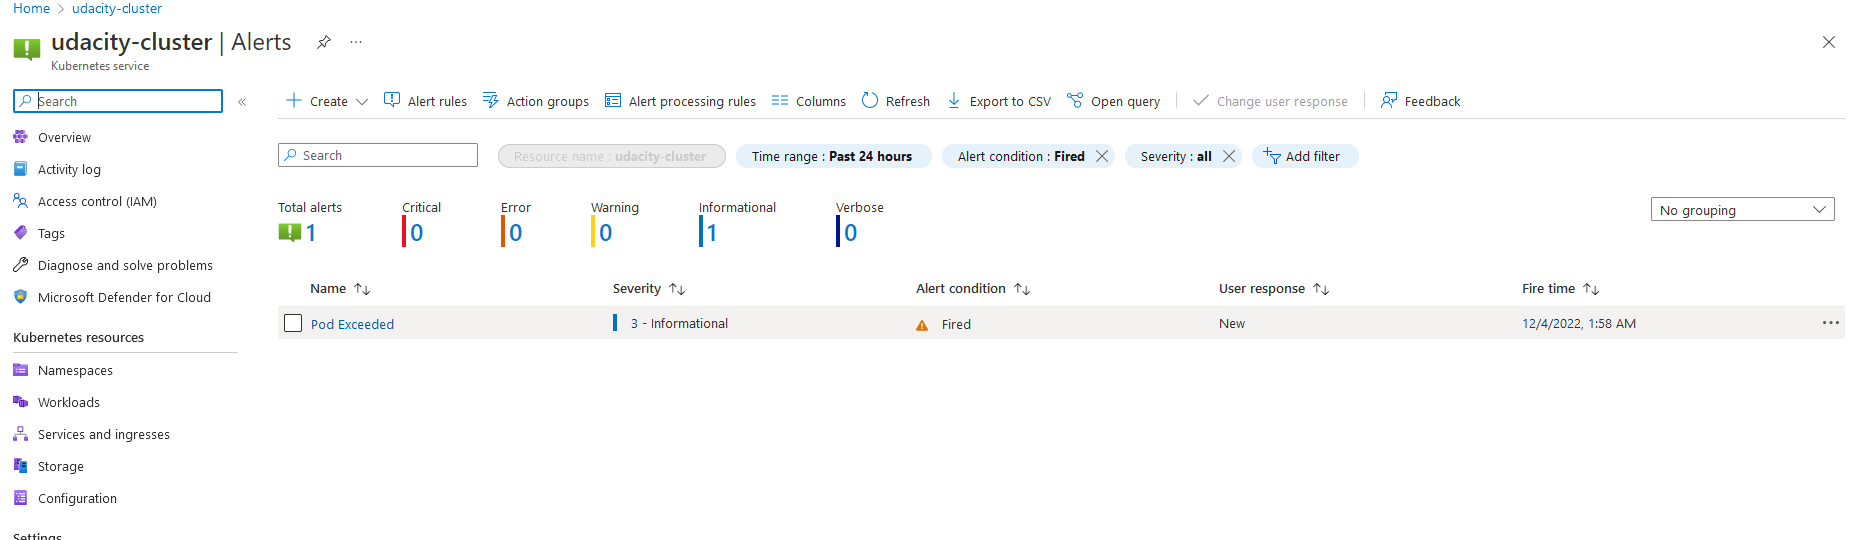 Home > udacity-cluster
udacity-cluster | Alerts ...
Kubernetes service
Search «
Overview
Activity log
Access control (IAM)
Tags
Diagnose and solve problems
Microsoft Defender for Cloud
Kubernetes resources
Namespaces
Workloads
Services and ingresses
Storage
Configuration
Settings
Create Alert rules Action groups Alert processing rules Columns Refresh Export to CSV Open query Change user response Feedback
Search Resource name : udacity-cluster Time range : Past 24 hours Alert condition : Fired Severity : all Add filter
Total alerts Critical Error Warning Informational Verbose
1 0 0 0 1 0
No grouping
Name Severity Alert condition User response Fire time
Pod Exceeded 3 - Informational Fired New 12/4/2022, 1:58 AM ...